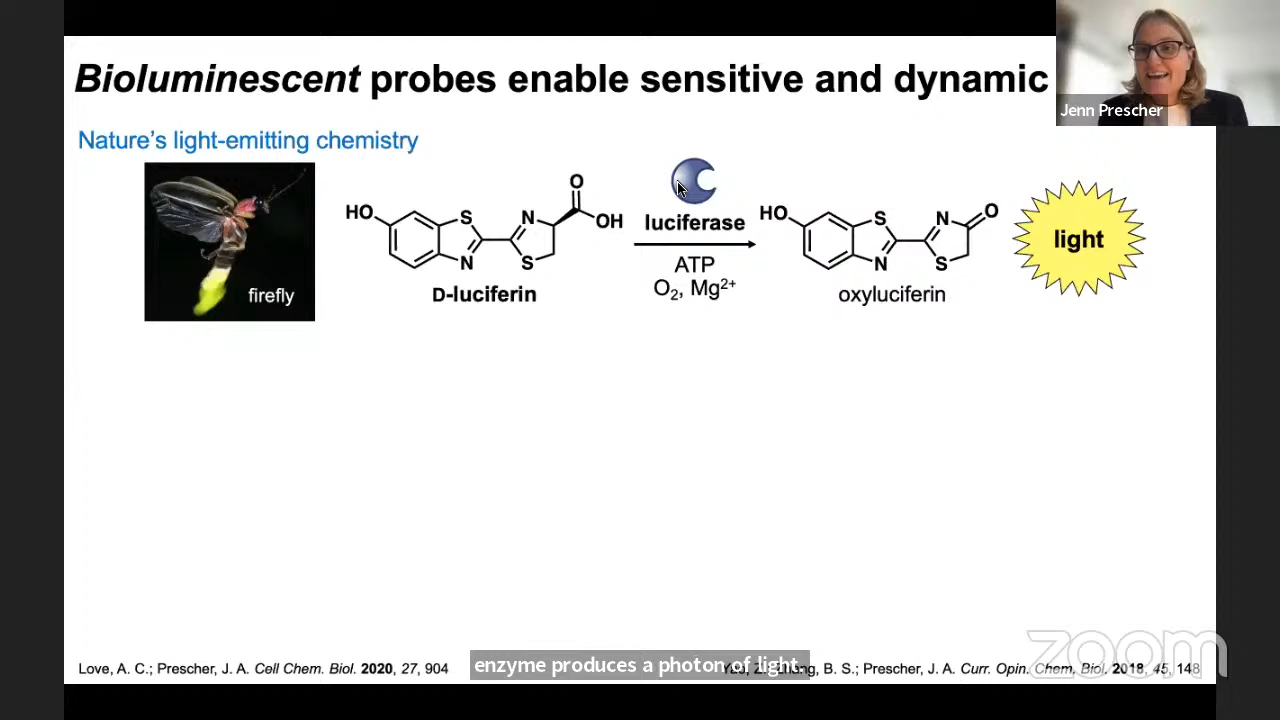 Bioluminescent probes enable sensitive and dynamic
Jenn Prescher
Nature's light-emitting chemistry
firefly
HO
S
N
N
S
O
OH
D-luciferin
luciferase
ATP
O₂, Mg²⁺
HO
S
N
N
S
O
oxyluciferin
light
zoom
Love, A. C.; Prescher, J. A. Cell Chem. Biol. 2020, 27, 904
enzyme produces a photon of light.
B. S.; Prescher, J. A. Curr. Opin. Chem. Biol. 2018, 45, 148